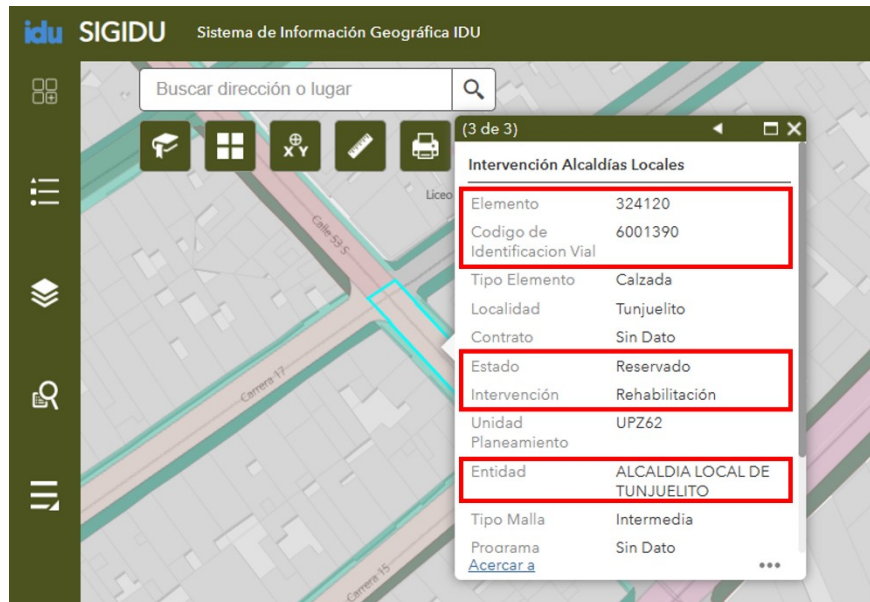 idu SIGIDU Sistema de Información Geográfica IDU
Buscar dirección o lugar
X Y
(3 de 3)
Intervención Alcaldías Locales
Liceo
Elemento 324120
Codigo de 6001390
Identificacion Vial
Calle 53 S
Tipo Elemento Calzada
Localidad Tunjuelito
Contrato Sin Dato
Estado Reservado
Carrera 17
Intervención Rehabilitación
Unidad UPZ62
Planeamiento
Entidad ALCALDIA LOCAL DE
TUNJUELITO
Tipo Malla Intermedia
Programa Sin Dato
Acercar a
Carrera 15